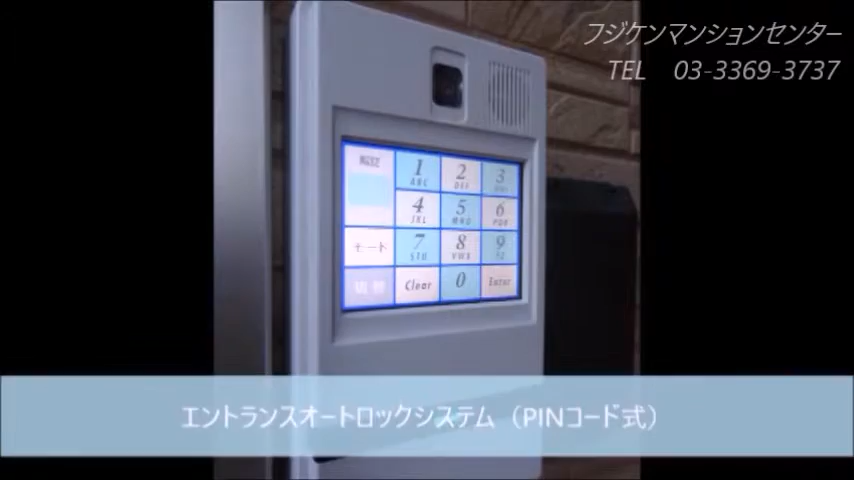 フジケンマンションセンター
TEL 03-3369-3737
1 2 3
ABC DEF
4 5 6
JKL MNO PQR
モード 7 8 9
STU VWX YZ
Clear 0 Enter
エントランスオートロックシステム（PINコード式）